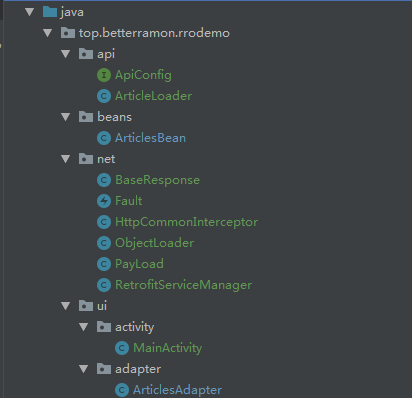 java
top.betterramon.rrodemo
api
ApiConfig
ArticleLoader
beans
ArticlesBean
net
BaseResponse
Fault
HttpCommonInterceptor
ObjectLoader
PayLoad
RetrofitServiceManager
ui
activity
MainActivity
adapter
ArticlesAdapter